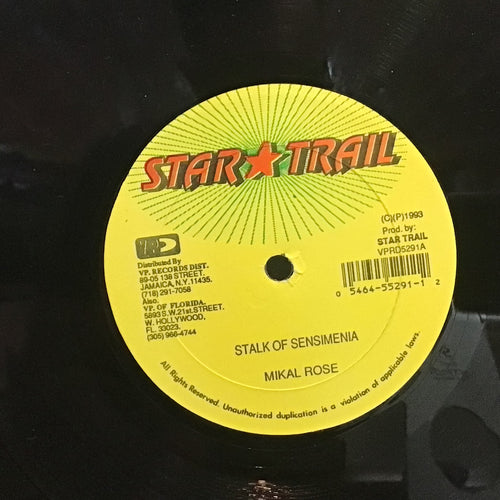 STAR★TRAIL
VP
Distributed By
VP. RECORDS DIST.
89-05 138 STREET,
JAMAICA, N.Y. 11435.
(718) 291-7058
Also.
VP. OF FLORIDA.
5893 S.W. 21st. STREET.
W. HOLLYWOOD,
FL. 33023.
(305) 966-4744
(C)(P)1993
Prod. by:
STAR TRAIL
VPRD5291A
0 5464-55291-1 2
STALK OF SENSIMENIA
MIKAL ROSE
All Rights Reserved. Unauthorized duplication is a violation of applicable laws.